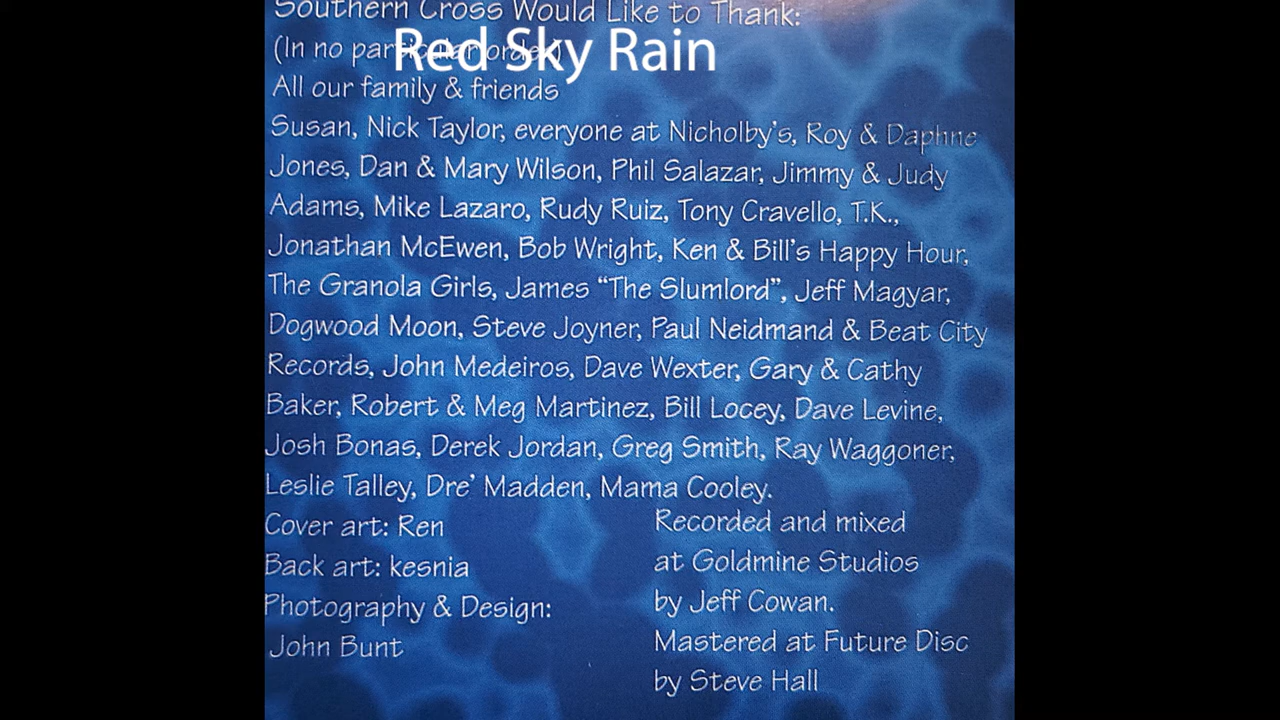 Southern Cross Would Like to Thank:
Red Sky Rain
(In no particular order)
All our family & friends
Susan, Nick Taylor, everyone at Nicholby's, Roy & Daphne
Jones, Dan & Mary Wilson, Phil Salazar, Jimmy & Judy
Adams, Mike Lazaro, Rudy Ruiz, Tony Cravello, T.K.,
Jonathan McEwen, Bob Wright, Ken & Bill's Happy Hour,
The Granola Girls, James “The Slumlord”, Jeff Magyar,
Dogwood Moon, Steve Joyner, Paul Neidmand & Beat City
Records, John Medeiros, Dave Wexter, Gary & Cathy
Baker, Robert & Meg Martinez, Bill Locey, Dave Levine,
Josh Bonas, Derek Jordan, Greg Smith, Ray Waggoner,
Leslie Talley, Dre' Madden, Mama Cooley.
Cover art: Ren
Back art: kesnia
Photography & Design:
John Bunt
Recorded and mixed
at Goldmine Studios
by Jeff Cowan.
Mastered at Future Disc
by Steve Hall